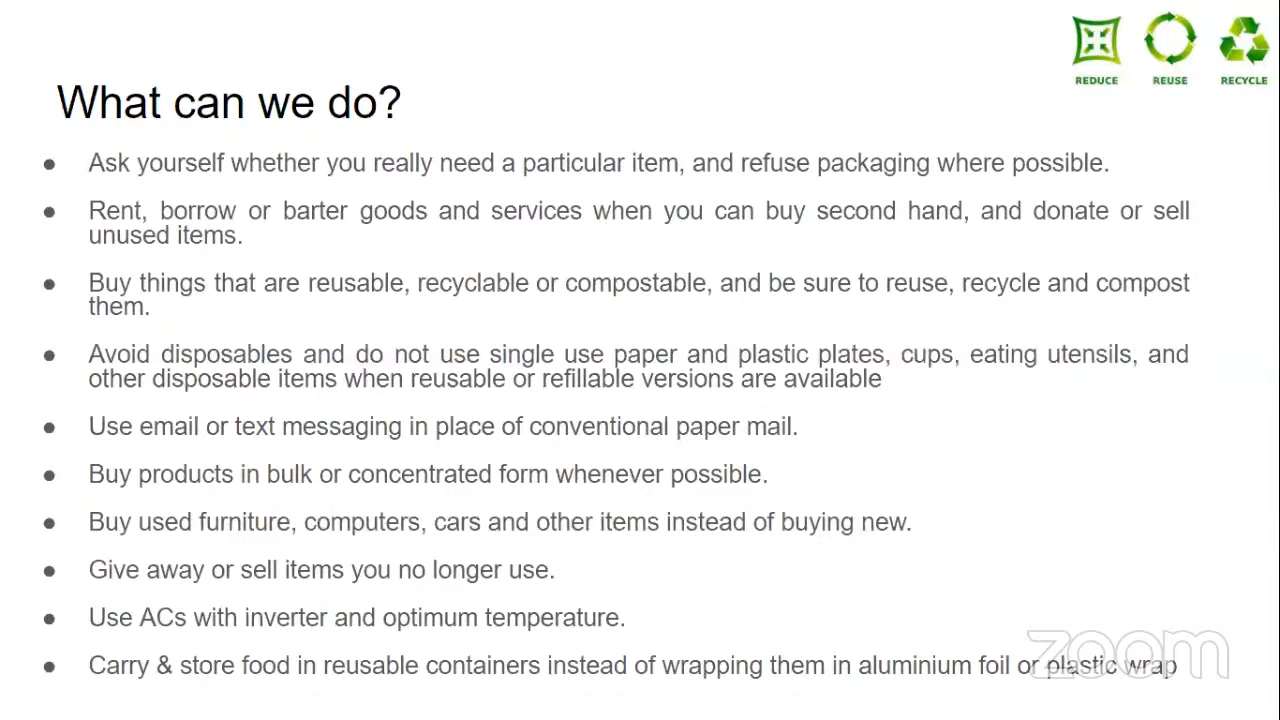 REDUCE REUSE RECYCLE
What can we do?
● Ask yourself whether you really need a particular item, and refuse packaging where possible.
● Rent, borrow or barter goods and services when you can buy second hand, and donate or sell
unused items.
● Buy things that are reusable, recyclable or compostable, and be sure to reuse, recycle and compost
them.
● Avoid disposables and do not use single use paper and plastic plates, cups, eating utensils, and
other disposable items when reusable or refillable versions are available
● Use email or text messaging in place of conventional paper mail.
● Buy products in bulk or concentrated form whenever possible.
● Buy used furniture, computers, cars and other items instead of buying new.
● Give away or sell items you no longer use.
● Use ACs with inverter and optimum temperature.
● Carry & store food in reusable containers instead of wrapping them in aluminium foil or plastic wrap
zoom